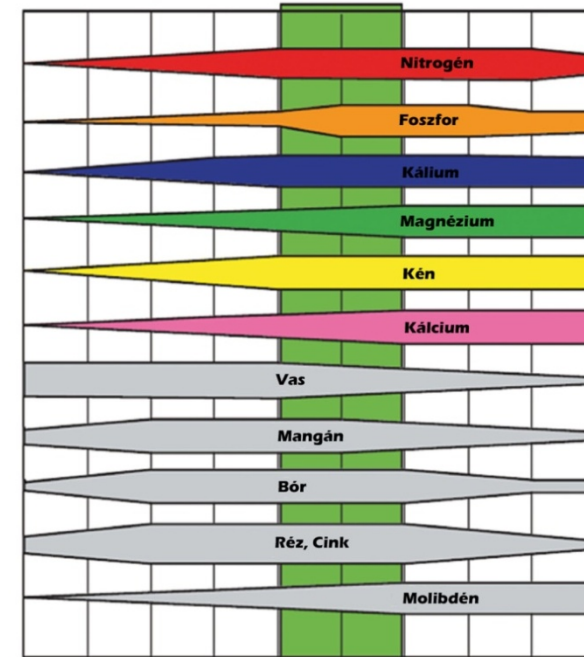 Nitrogén
Foszfor
Kálium
Magnézium
Kén
Kálcium
Vas
Mangán
Bór
Réz, Cink
Molibdén